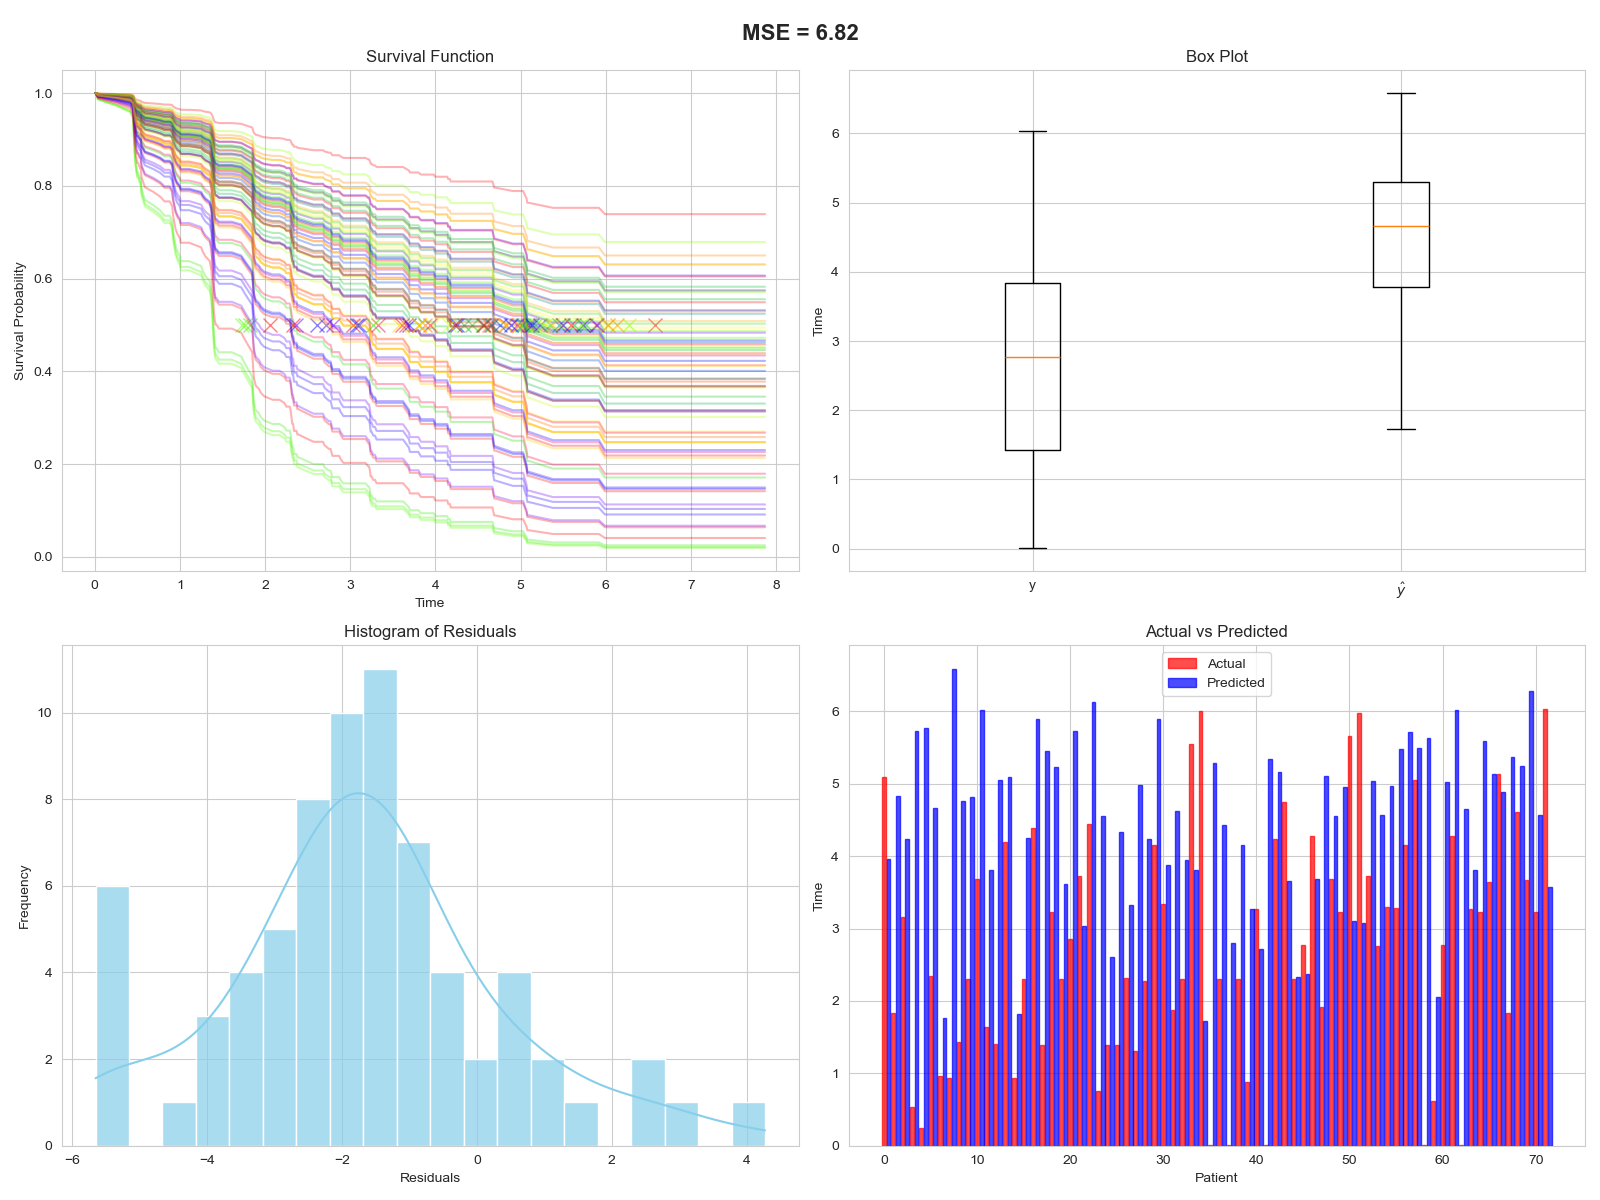 MSE = 6.82
Survival Function
Survival Probability
1.0
0.8
0.6
0.4
0.2
0.0
0 1 2 3 4 5 6 7 8
Time
Box Plot
Time
6
5
4
3
2
1
0
y ŷ
Histogram of Residuals
Frequency
10
8
6
4
2
0
−6 −4 −2 0 2 4
Residuals
Actual vs Predicted
Actual
Predicted
Time
6
5
4
3
2
1
0
0 10 20 30 40 50 60 70
Patient